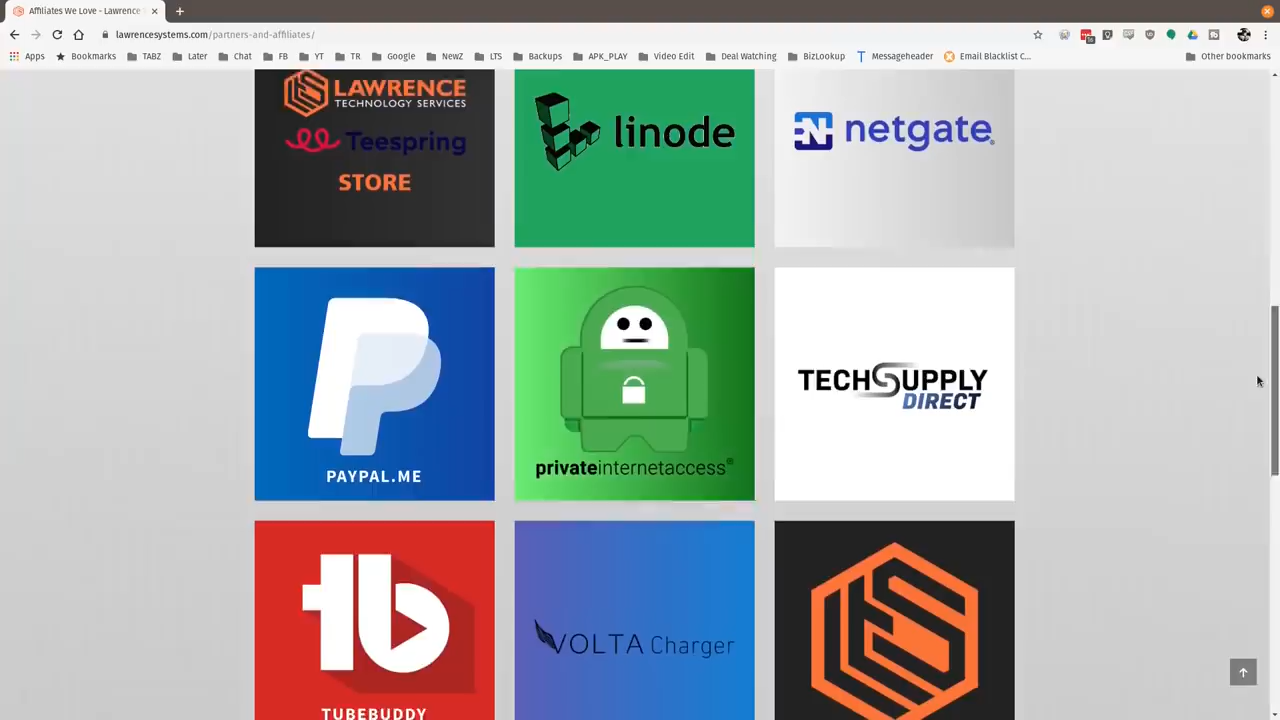 Affiliates We Love - Lawrence
lawrencesystems.com/partners-and-affiliates/
Apps Bookmarks TABZ Later Chat FB YT TR Google NewZ LTS Backups APK_PLAY Video Edit Deal Watching BizLookup Messageheader Email Blacklist C... Other bookmarks
LAWRENCE
TECHNOLOGY SERVICES
Teespring
STORE
linode
netgate
PAYPAL.ME
privateinternetaccess®
TECHSUPPLY
DIRECT
TUBEBUDDY
VOLTA Charger